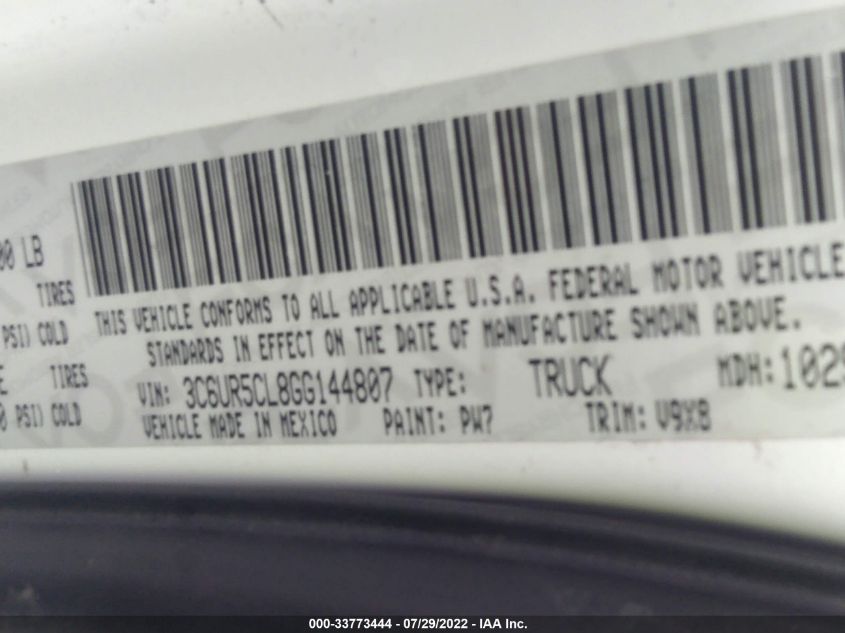 00 LB
TIRES
PSI) COLD
TIRES
0 PSI) COLD
THIS VEHICLE CONFORMS TO ALL APPLICABLE U.S.A. FEDERAL MOTOR VEHICLE
STANDARDS IN EFFECT ON THE DATE OF MANUFACTURE SHOWN ABOVE.
VIN: 3C6UR5CL8GG144807 TYPE: TRUCK MDH: 1029
VEHICLE MADE IN MEXICO PAINT: PW7 TRIM: V9X8
000-33773444 / 07/29/2022 - IAA Inc.